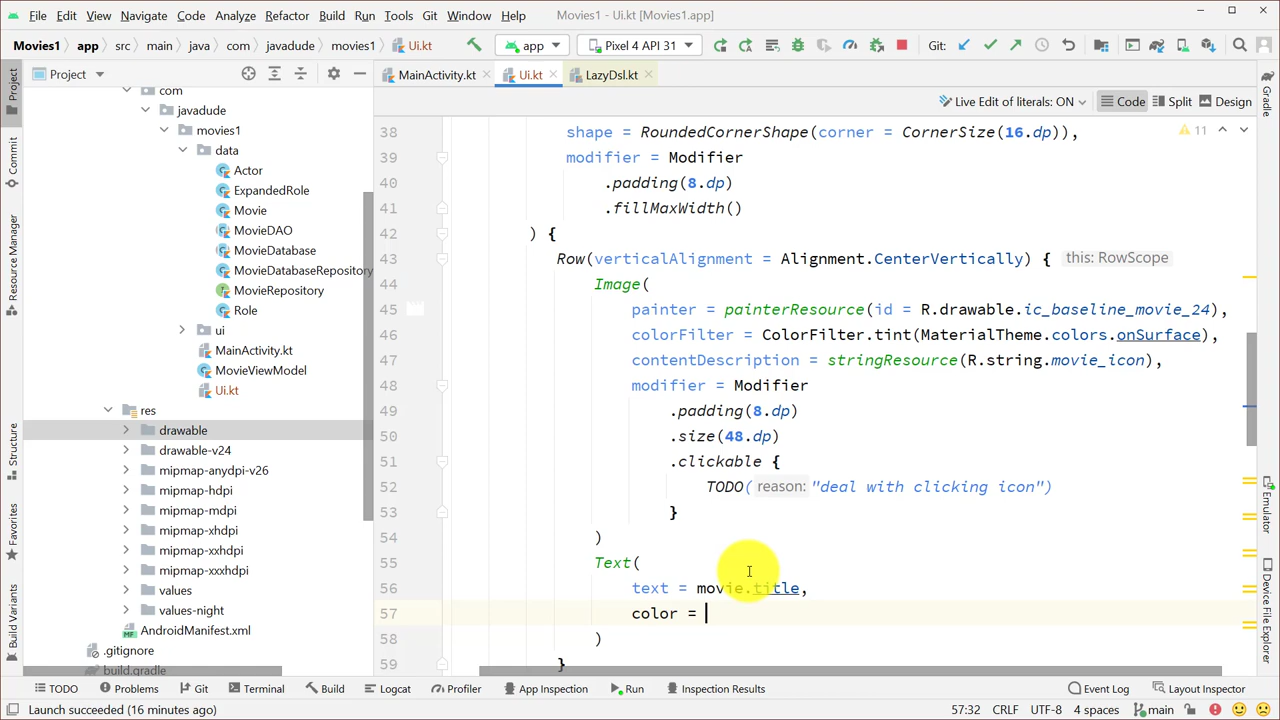 File Edit View Navigate Code Analyze Refactor Build Run Tools Git Window Help Movies1 - Ui.kt [Movies1.app]
Movies1 app src main java com javadude movies1 Ui.kt app Pixel 4 API 31 Git:
Project MainActivity.kt Ui.kt LazyDsl.kt
Live Edit of literals: ON Code Split Design
com
javadude
movies1
data
Actor
ExpandedRole
Movie
MovieDAO
MovieDatabase
MovieDatabaseRepository
MovieRepository
Role
ui
MainActivity.kt
MovieViewModel
Ui.kt
res
drawable
drawable-v24
mipmap-anydpi-v26
mipmap-hdpi
mipmap-mdpi
mipmap-xhdpi
mipmap-xxhdpi
mipmap-xxxhdpi
values
values-night
AndroidManifest.xml
.gitignore
build.gradle
11
38 shape = RoundedCornerShape(corner = CornerSize(16.dp)),
39 modifier = Modifier
40 .padding(8.dp)
41 .fillMaxWidth()
42 ) {
43 Row(verticalAlignment = Alignment.CenterVertically) { this: RowScope
44 Image(
45 painter = painterResource(id = R.drawable.ic_baseline_movie_24),
46 colorFilter = ColorFilter.tint(MaterialTheme.colors.onSurface),
47 contentDescription = stringResource(R.string.movie_icon),
48 modifier = Modifier
49 .padding(8.dp)
50 .size(48.dp)
51 .clickable {
52 TODO( reason: "deal with clicking icon")
53 }
54 )
55 Text(
56 text = movie.title,
57 color =
58 )
59 }
Project
Commit
Resource Manager
Structure
Favorites
Build Variants
Gradle
Emulator
Device File Explorer
TODO Problems Git Terminal Build Logcat Profiler App Inspection Run Inspection Results Event Log Layout Inspector
Launch succeeded (16 minutes ago) 57:32 CRLF UTF-8 4 spaces main